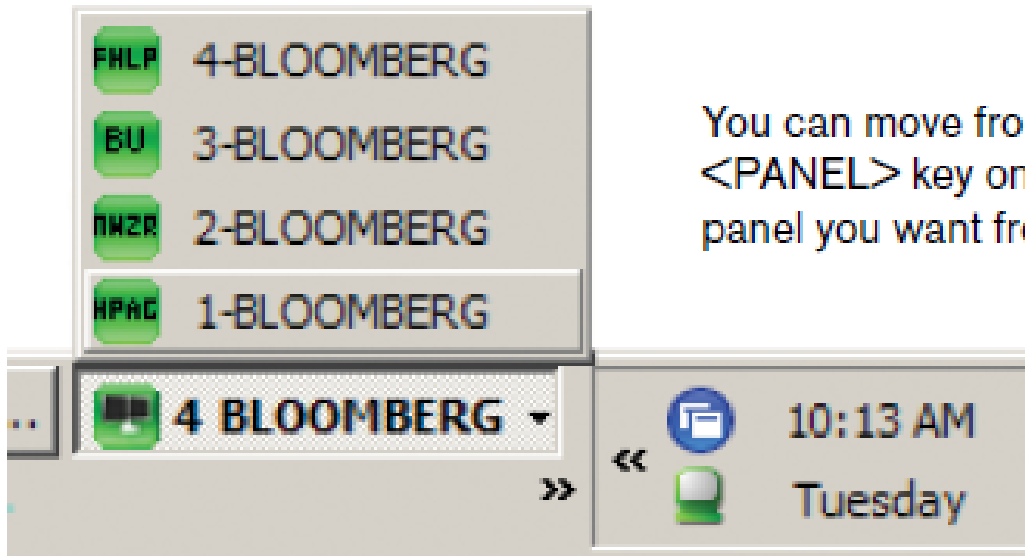 FHLP 4-BLOOMBERG
BU 3-BLOOMBERG
NWZR 2-BLOOMBERG
HPAG 1-BLOOMBERG
You can move fro
<PANEL> key on
panel you want fre
.. 4 BLOOMBERG
« 10:13 AM
»
Tuesday